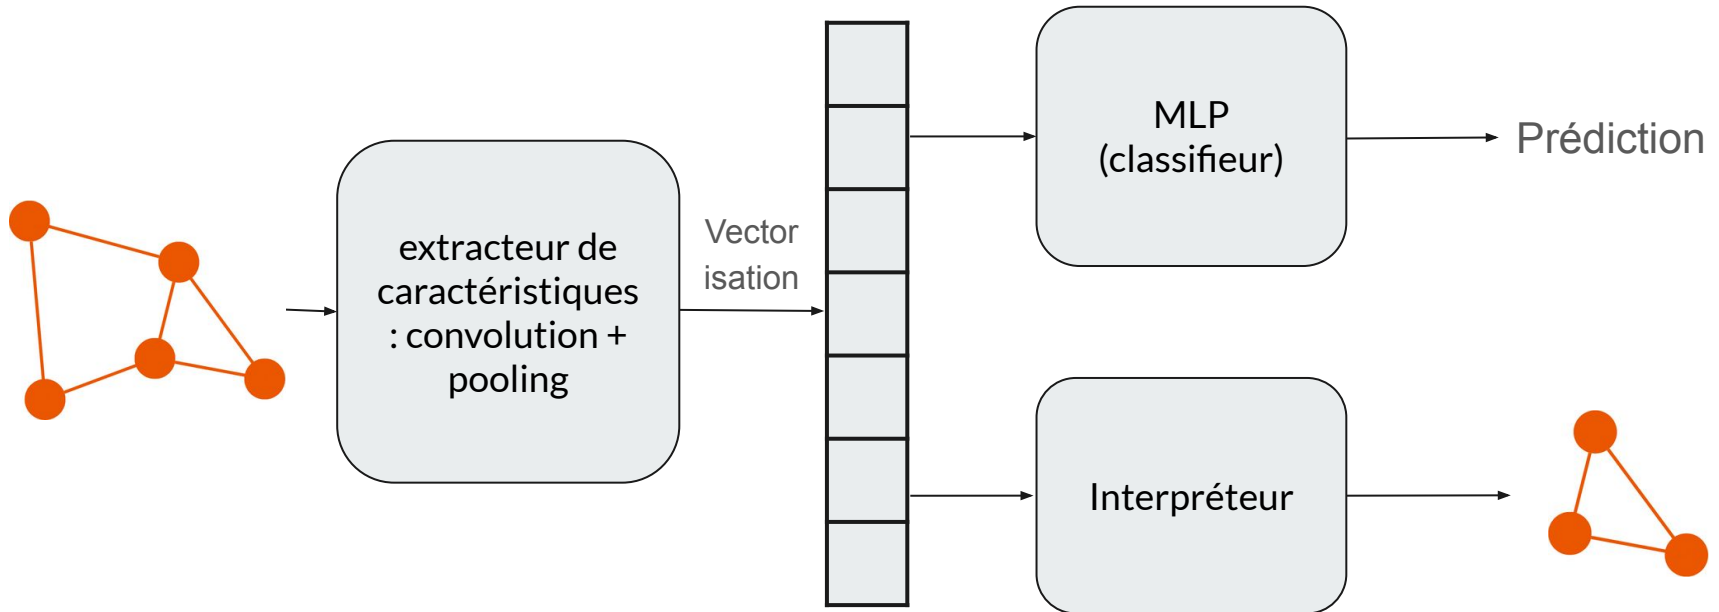 extracteur de
caractéristiques
: convolution +
pooling
Vector
isation
MLP
(classifieur)
Prédiction
Interpréteur